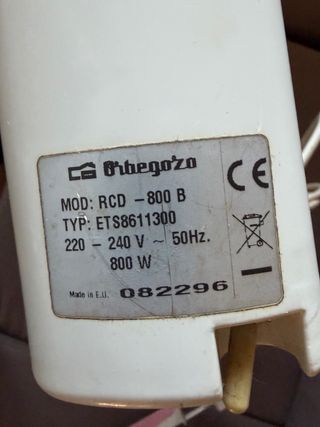 Orbegozo
CE
MOD: RCD - 800 B
TYP: ETS8611300
220 - 240 V ~ 50Hz.
800 W
Made in E.U. 082296